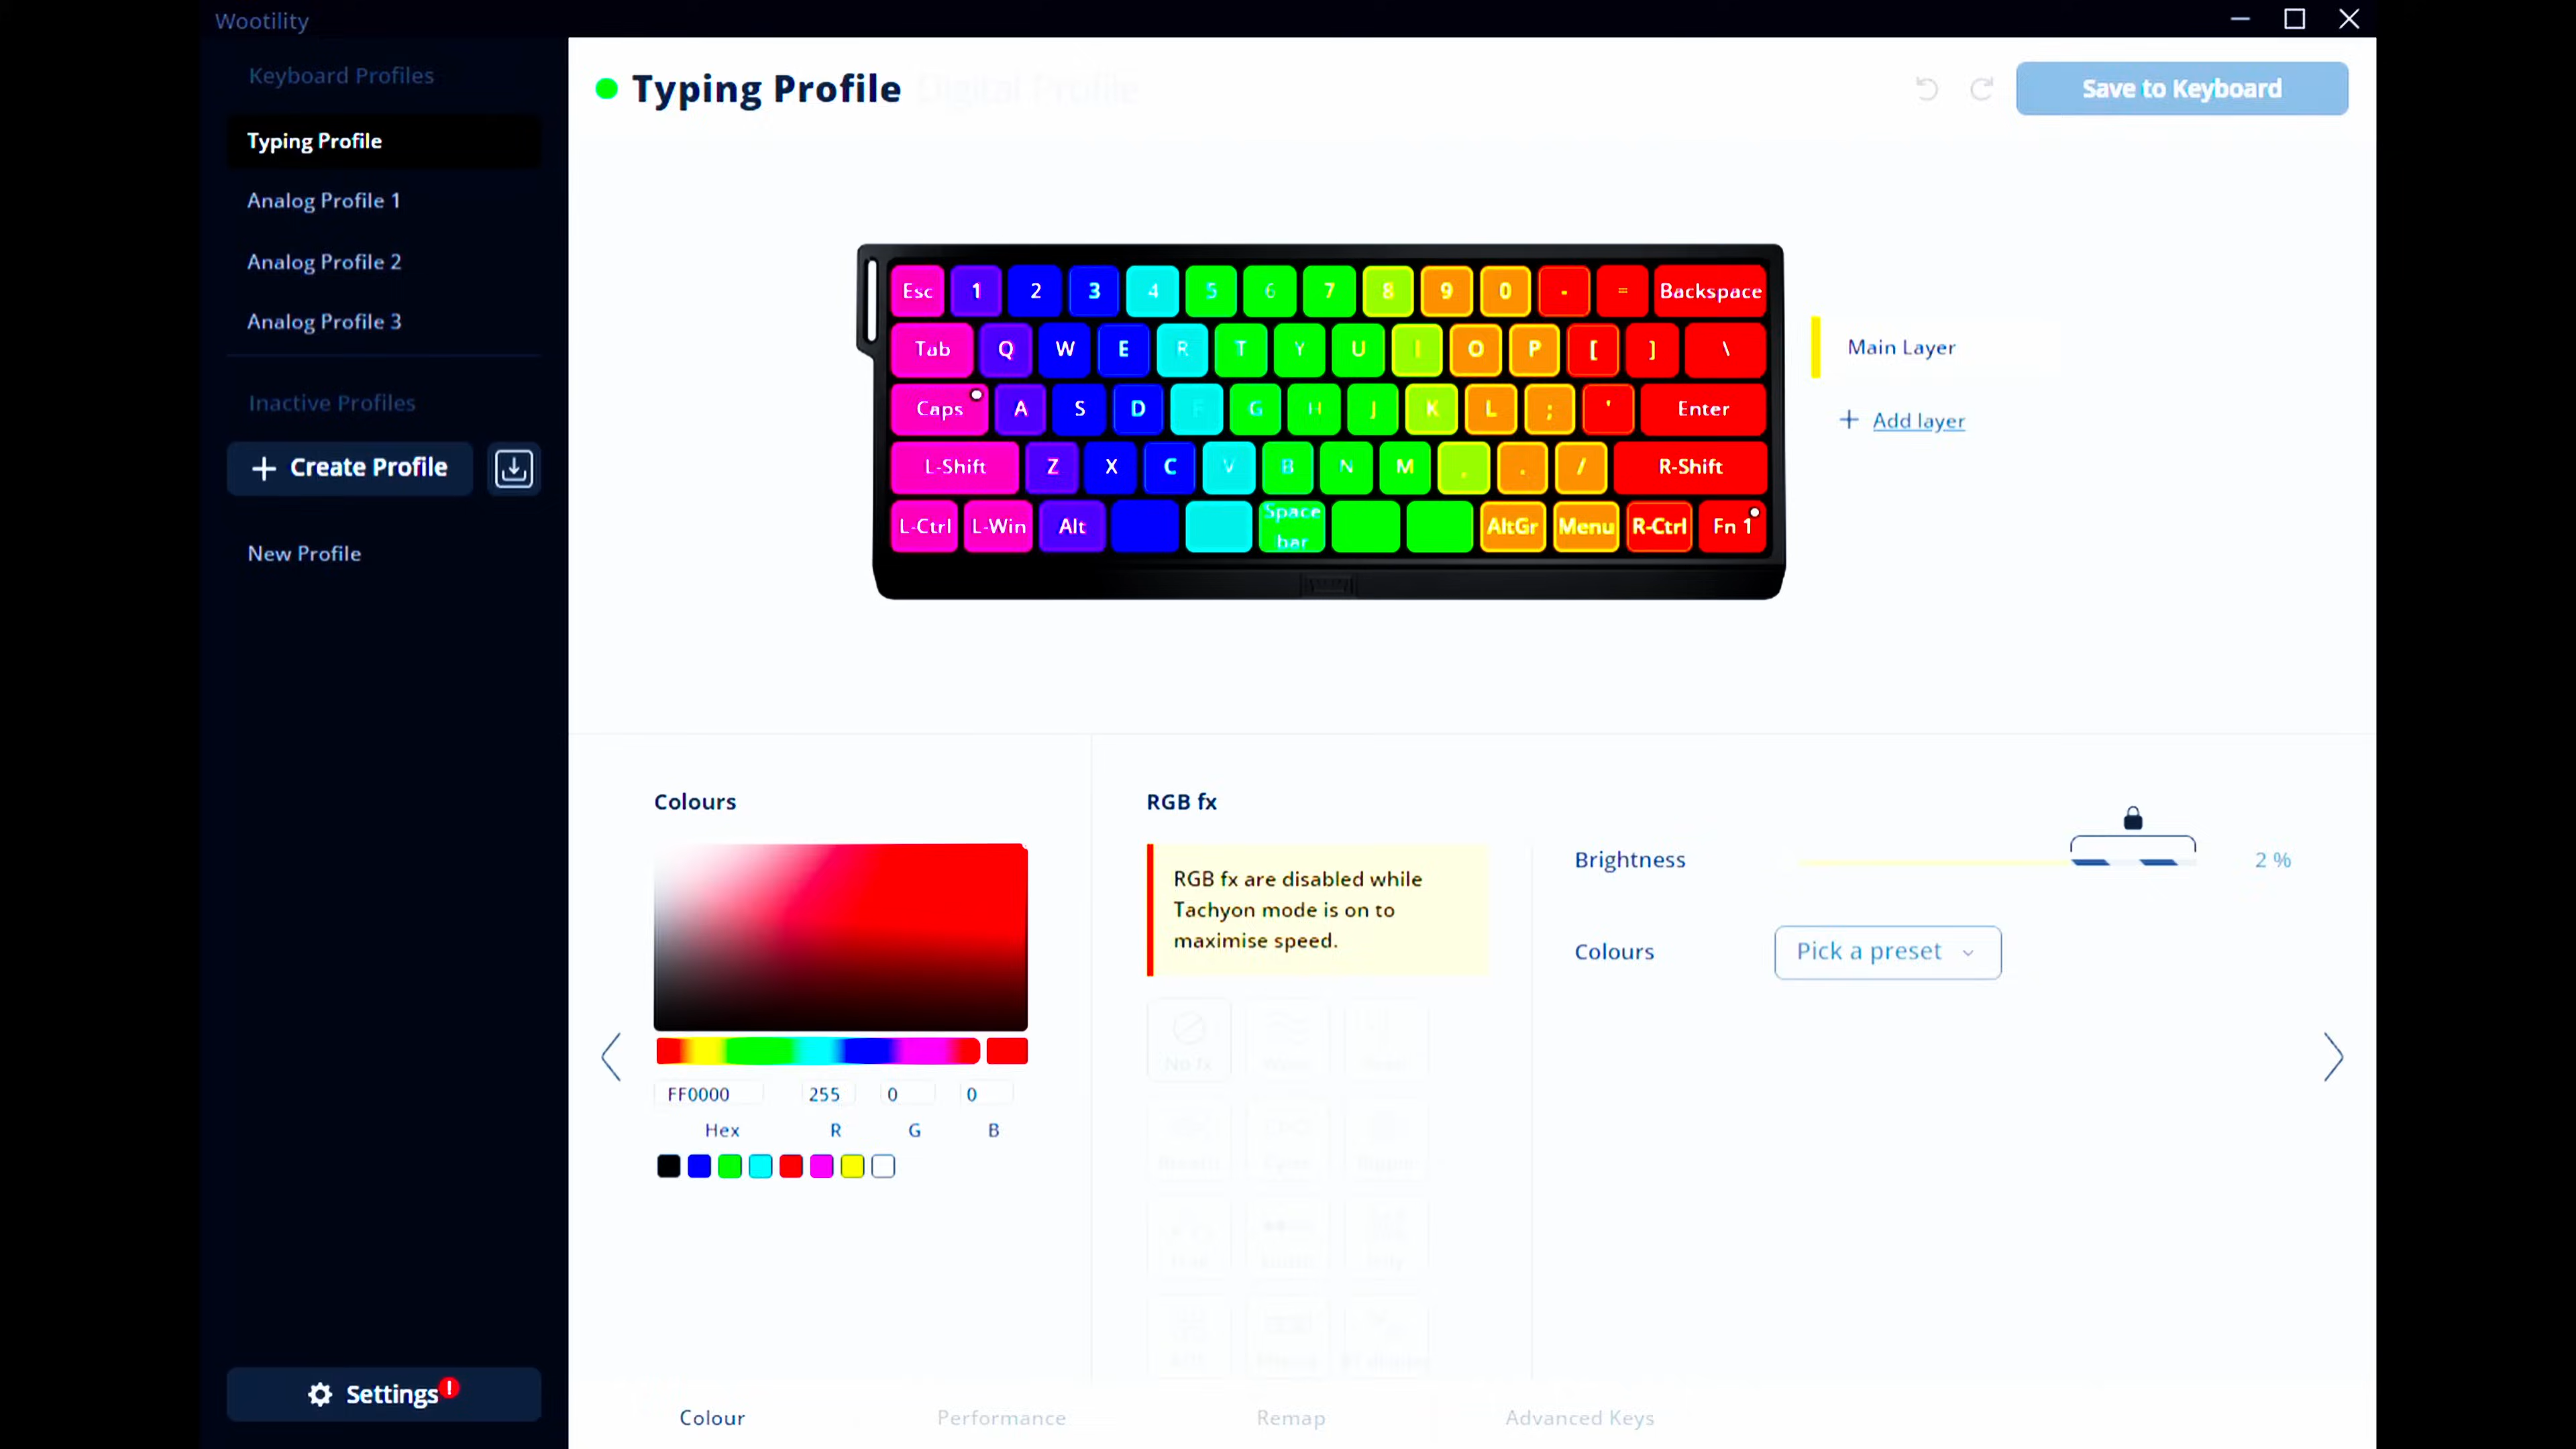 Wootility
Keyboard Profiles
Typing Profile
Analog Profile 1
Analog Profile 2
Analog Profile 3
Inactive Profiles
Create Profile
New Profile
Settings
Typing Profile
Digital Profile
Save to Keyboard
Esc 1 2 3 4 5 6 7 8 9 0 - = Backspace
Tab Q W E R T Y U I O P [ ] \
Caps A S D F G H J K L ; ' Enter
L-Shift Z X C V B N M , . / R-Shift
L-Ctrl L-Win Alt Space bar AltGr Menu R-Ctrl Fn 1
Main Layer
+ Add layer
Colours
FF0000 255 0 0
Hex R G B
RGB fx
RGB fx are disabled while
Tachyon mode is on to
maximise speed.
No fx
Brightness 2 %
Colours Pick a preset
Colour Performance Remap Advanced Keys